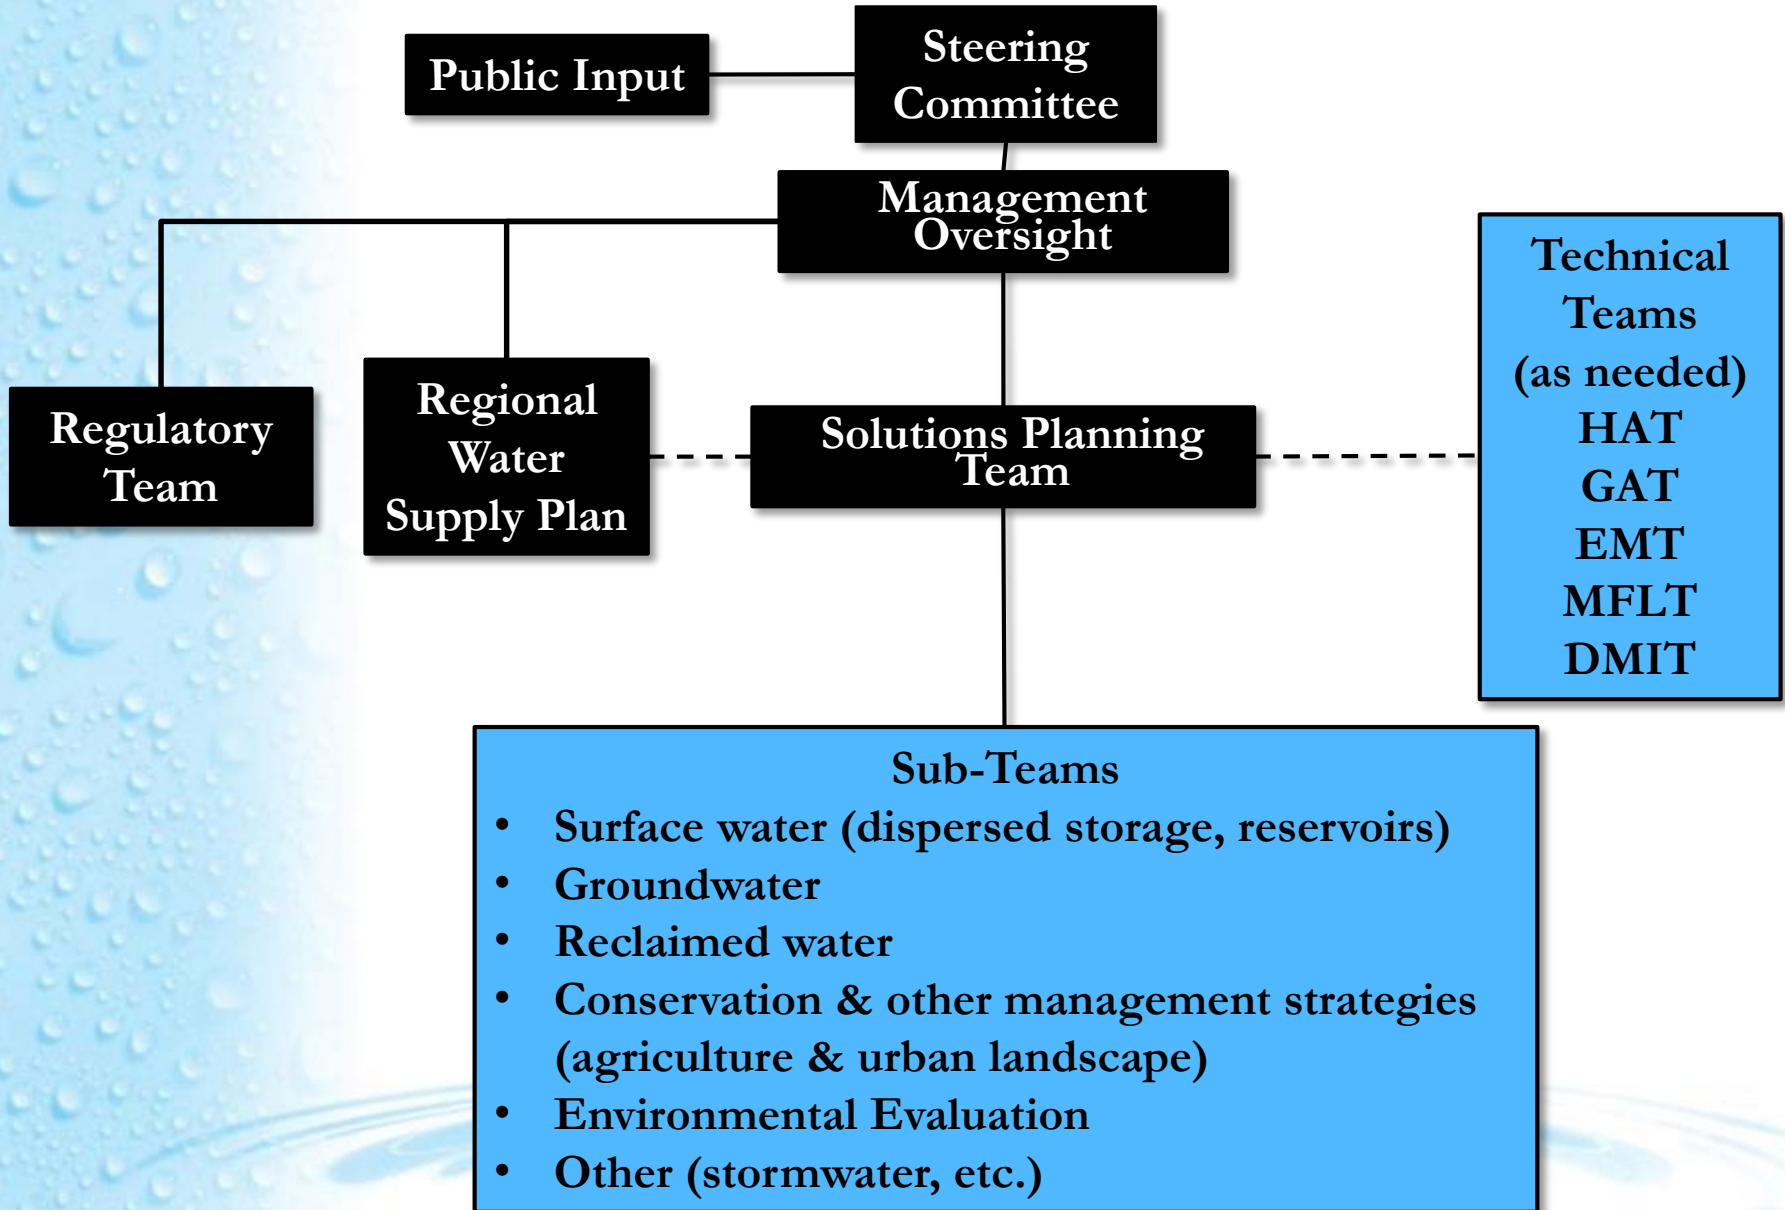 Public Input
Steering
Committee
Management
Oversight
Regulatory
Team
Regional
Water
Supply Plan
Solutions Planning
Team
Technical
Teams
(as needed)
HAT
GAT
EMT
MFLT
DMIT
Sub-Teams
• Surface water (dispersed storage, reservoirs)
• Groundwater
• Reclaimed water
• Conservation & other management strategies
(agriculture & urban landscape)
• Environmental Evaluation
• Other (stormwater, etc.)